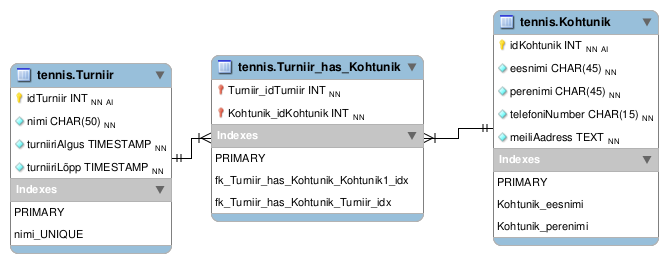 tennis.Turniir
idTurniir INT NN AI
nimi CHAR(50) NN
turniiriAlgus TIMESTAMP NN
turniiriLõpp TIMESTAMP NN
Indexes
PRIMARY
nimi_UNIQUE
tennis.Turniir_has_Kohtunik
Turniir_idTurniir INT NN
Kohtunik_idKohtunik INT NN
Indexes
PRIMARY
fk_Turniir_has_Kohtunik_Kohtunik1_idx
fk_Turniir_has_Kohtunik_Turniir_idx
tennis.Kohtunik
idKohtunik INT NN AI
eesnimi CHAR(45) NN
perenimi CHAR(45) NN
telefoniNumber CHAR(15) NN
meiliAadress TEXT NN
Indexes
PRIMARY
Kohtunik_eesnimi
Kohtunik_perenimi